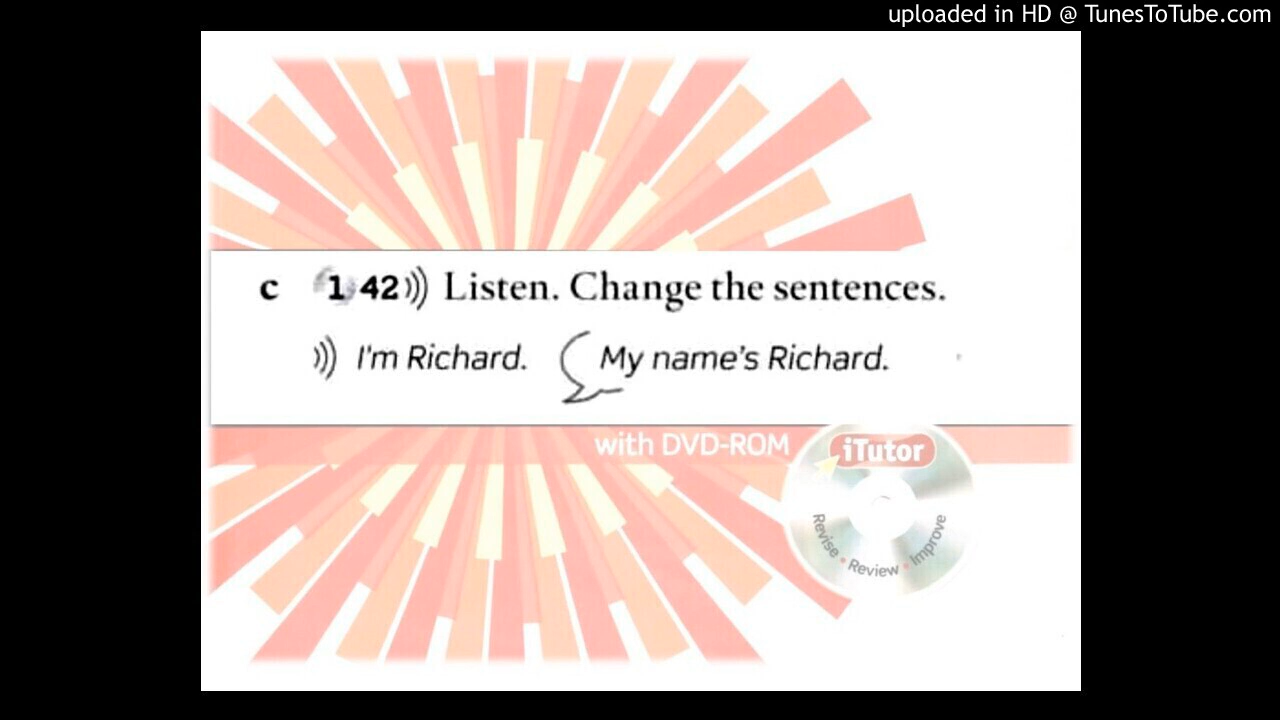 uploaded in HD @ TunesToTube.com
c 1 42))) Listen. Change the sentences.
))) I'm Richard. My name's Richard.
with DVD-ROM
iTutor
Revise • Review • Improve